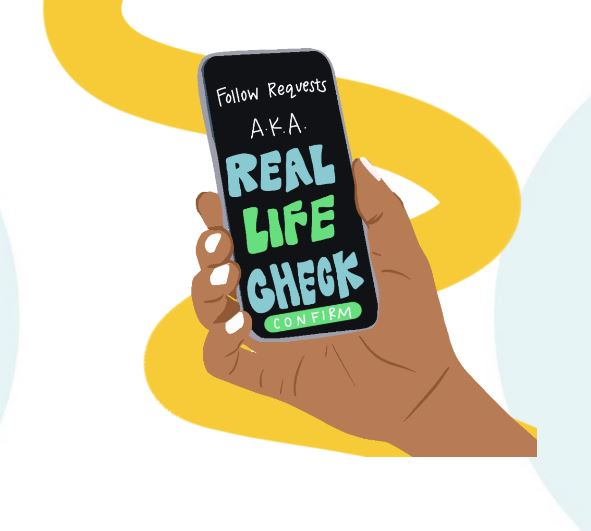 Follow Requests
A.K.A.
REAL
LIFE
CHECK
CONFIRM